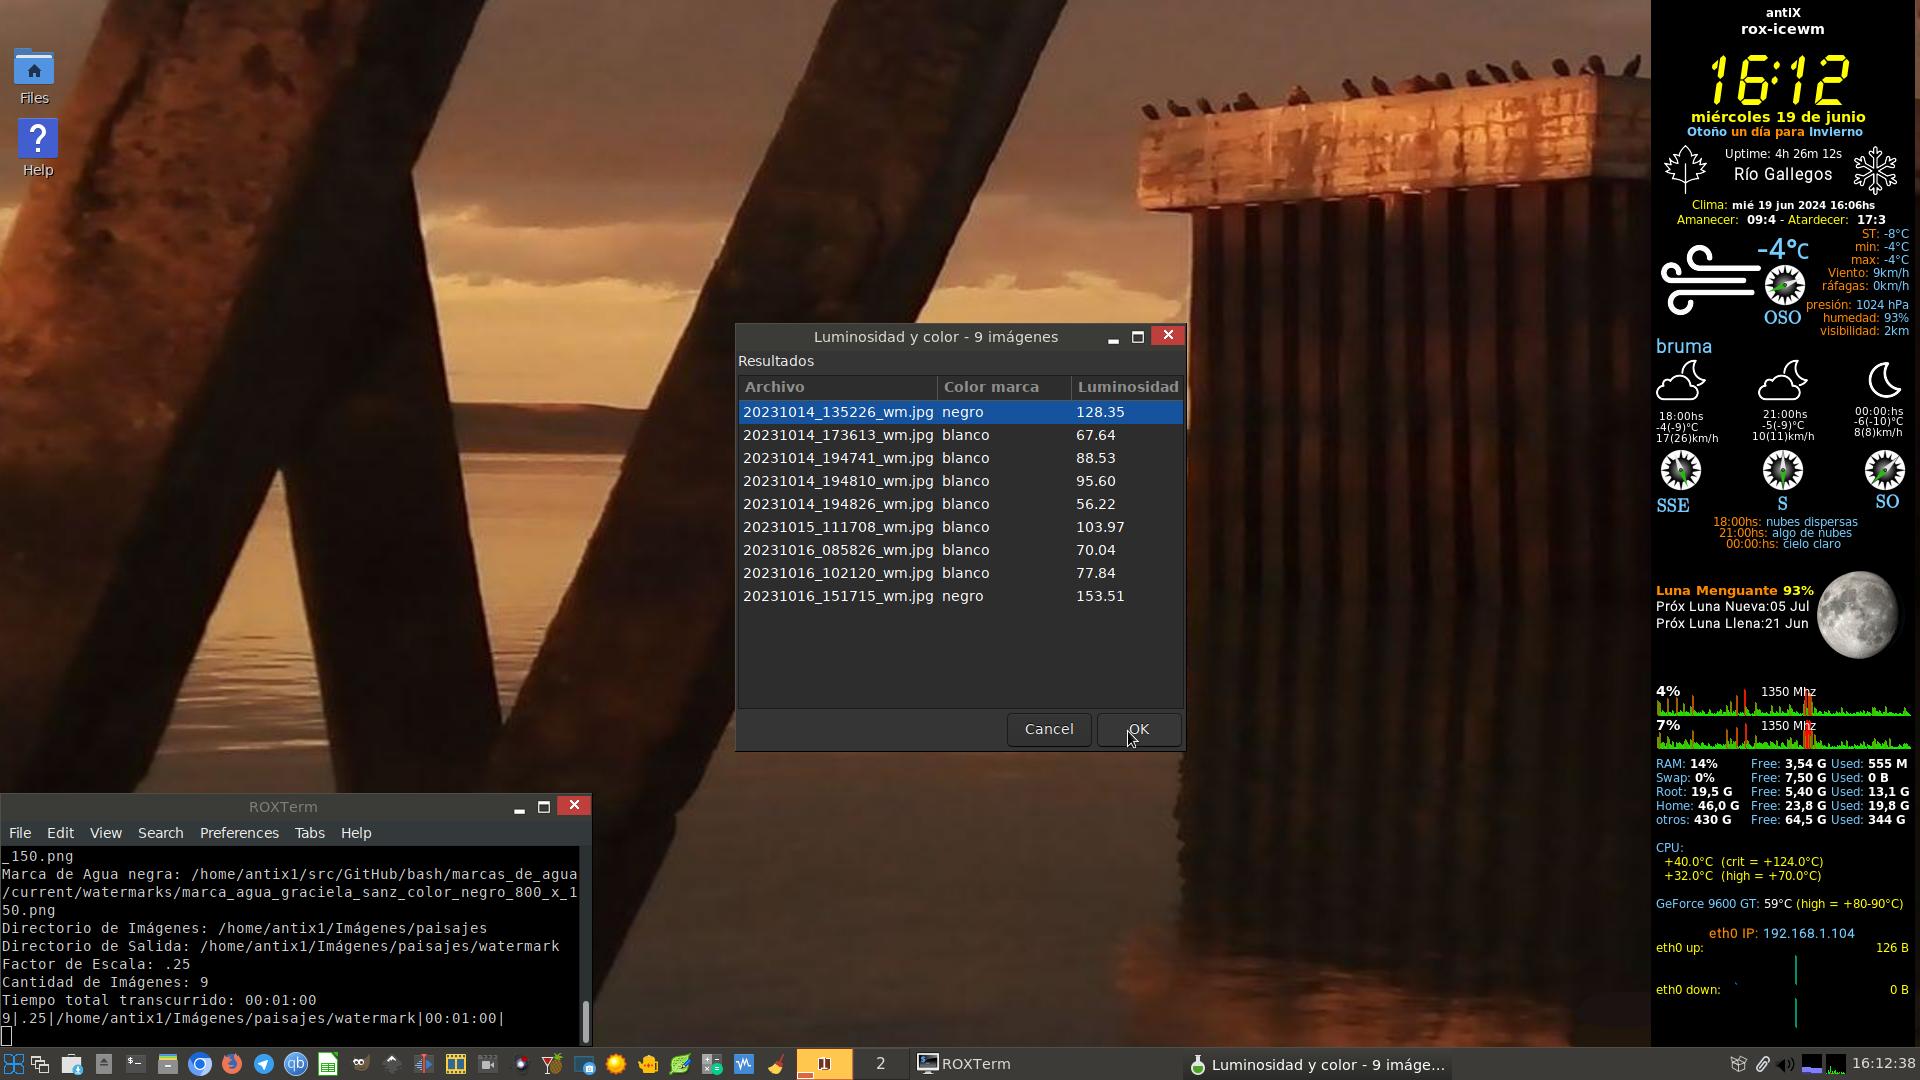 Files
Help
Luminosidad y color - 9 imágenes
Resultados
Archivo Color marca Luminosidad
20231014_135226_wm.jpg negro 128.35
20231014_173613_wm.jpg blanco 67.64
20231014_194741_wm.jpg blanco 88.53
20231014_194810_wm.jpg blanco 95.60
20231014_194826_wm.jpg blanco 56.22
20231015_111708_wm.jpg blanco 103.97
20231016_085826_wm.jpg blanco 70.04
20231016_102120_wm.jpg blanco 77.84
20231016_151715_wm.jpg negro 153.51
Cancel OK
ROXTerm
File Edit View Search Preferences Tabs Help
_150.png
Marca de Agua negra: /home/antix1/src/GitHub/bash/marcas_de_agua
/current/watermarks/marca_agua_graciela_sanz_color_negro_800_x_1
50.png
Directorio de Imágenes: /home/antix1/Imágenes/paisajes
Directorio de Salida: /home/antix1/Imágenes/paisajes/watermark
Factor de Escala: .25
Cantidad de Imágenes: 9
Tiempo total transcurrido: 00:01:00
9|.25|/home/antix1/Imágenes/paisajes/watermark|00:01:00|
antiX
rox-icewm
16:12
miércoles 19 de junio
Otoño un día para Invierno
Uptime: 4h 26m 12s
Río Gallegos
Clima: mié 19 jun 2024 16:06hs
Amanecer: 09:4 - Atardecer: 17:3
ST: -8°C
-4°C
min: -4°C
max: -4°C
Viento: 9km/h
ráfagas: 0km/h
presión: 1024 hPa
OSO
humedad: 93%
visibilidad: 2km
bruma
18:00hs 21:00hs 00:00:hs
-4(-9)°C -5(-9)°C -6(-10)°C
17(26)km/h 10(11)km/h 8(8)km/h
SSE S SO
18:00hs: nubes dispersas
21:00hs: algo de nubes
00:00:hs: cielo claro
Luna Menguante 93%
Próx Luna Nueva:05 Jul
Próx Luna Llena:21 Jun
4% 1350 Mhz
7% 1350 Mhz
RAM: 14% Free: 3,54 G Used: 555 M
Swap: 0% Free: 7,50 G Used: 0 B
Root: 19,5 G Free: 5,40 G Used: 13,1 G
Home: 46,0 G Free: 23,8 G Used: 19,8 G
otros: 430 G Free: 64,5 G Used: 344 G
CPU:
+40.0°C (crit = +124.0°C)
+32.0°C (high = +70.0°C)
GeForce 9600 GT: 59°C (high = +80-90°C)
eth0 IP: 192.168.1.104
eth0 up: 126 B
eth0 down: 0 B
qb 1 2 ROXTerm Luminosidad y color - 9 imáge... 16:12:38